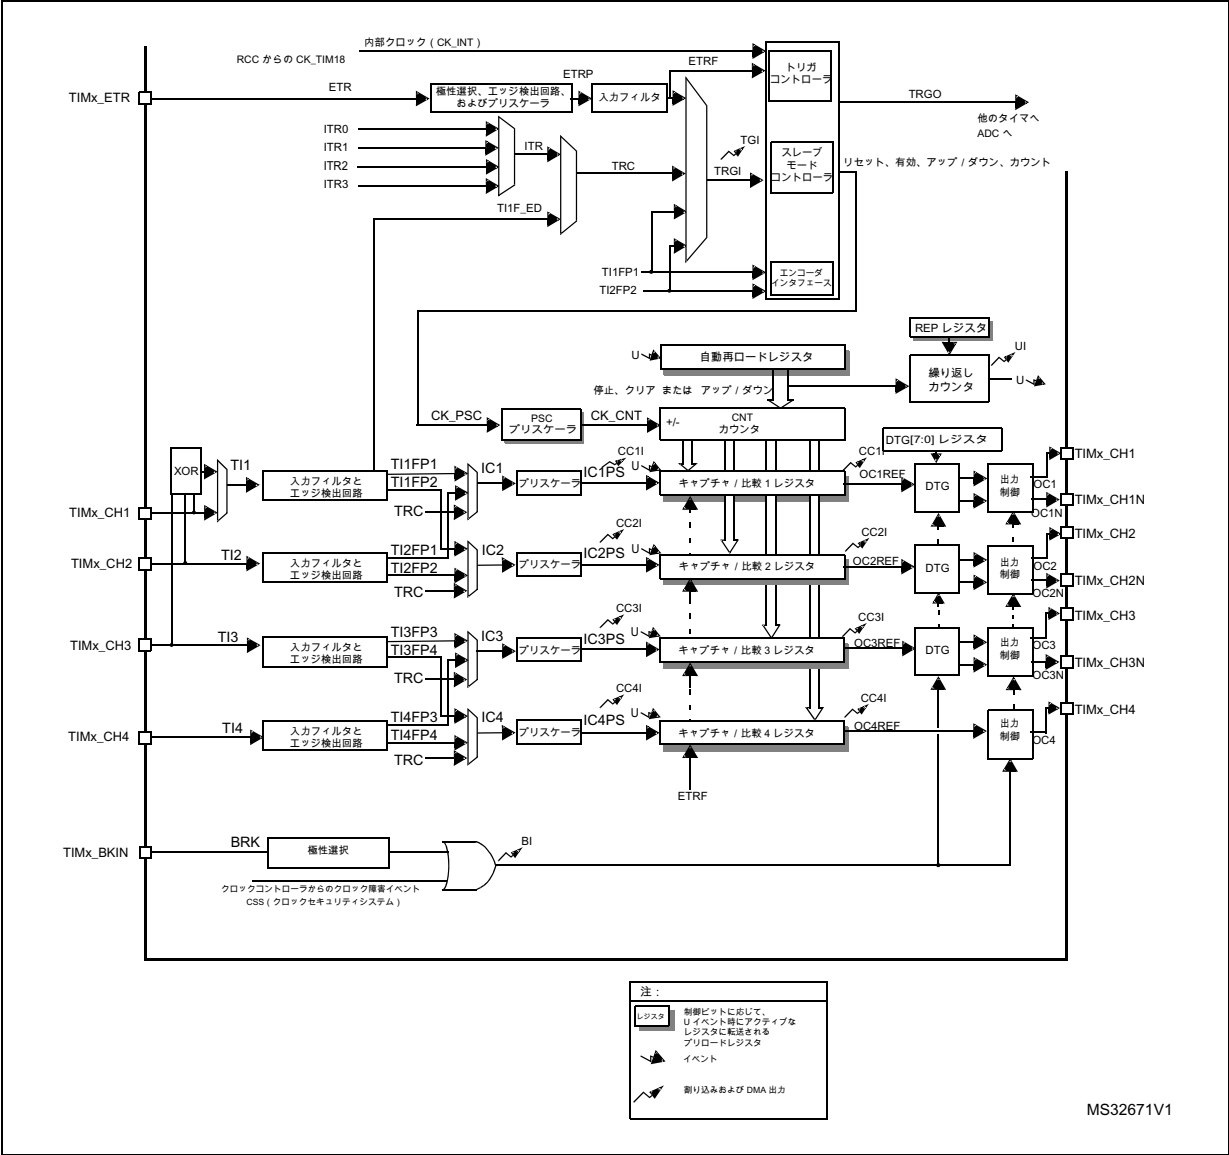 内部クロック ( CK_INT )
RCC からの CK_TIM18
ETRF
ETRP
ETR
TIMx_ETR
極性選択、エッジ検出回路、
およびプリスケーラ
入力フィルタ
トリガ
コントローラ
TRGO
他のタイマへ
ADC へ
ITR0
ITR1
ITR2
ITR3
ITR
TRC
TGI
TRGI
スレーブ
モード
コントローラ
リセット、有効、アップ / ダウン、カウント
TI1F_ED
TI1FP1
TI2FP2
エンコーダ
インタフェース
REP レジスタ
U
自動再ロードレジスタ
UI
繰り返し
カウンタ
U
停止、クリア または アップ / ダウン
CK_PSC
PSC
プリスケーラ
CK_CNT
+/-
CNT
カウンタ
DTG[7:0] レジスタ
XOR
TI1
入力フィルタと
エッジ検出回路
TI1FP1
TI1FP2
TRC
IC1
プリスケーラ
IC1PS
CC1I
U
キャプチャ / 比較 1 レジスタ
CC1I
OC1REF
DTG
出力
制御
OC1
OC1N
TIMx_CH1
TIMx_CH1N
TIMx_CH1
TIMx_CH2
TI2
入力フィルタと
エッジ検出回路
TI2FP1
TI2FP2
TRC
IC2
プリスケーラ
IC2PS
CC2I
U
キャプチャ / 比較 2 レジスタ
CC2I
OC2REF
DTG
出力
制御
OC2
OC2N
TIMx_CH2
TIMx_CH2N
TIMx_CH3
TI3
入力フィルタと
エッジ検出回路
TI3FP3
TI3FP4
TRC
IC3
プリスケーラ
IC3PS
CC3I
U
キャプチャ / 比較 3 レジスタ
CC3I
OC3REF
DTG
出力
制御
OC3
OC3N
TIMx_CH3
TIMx_CH3N
TIMx_CH4
TI4
入力フィルタと
エッジ検出回路
TI4FP3
TI4FP4
TRC
IC4
プリスケーラ
IC4PS
CC4I
U
キャプチャ / 比較 4 レジスタ
CC4I
OC4REF
出力
制御
OC4
TIMx_CH4
ETRF
TIMx_BKIN
BRK
極性選択
BI
クロックコントローラからのクロック障害イベント
CSS ( クロックセキュリティシステム )
注 :
レジスタ
制御ビットに応じて、
U イベント時にアクティブな
レジスタに転送される
プリロードレジスタ
イベント
割り込みおよび DMA 出力
MS32671V1